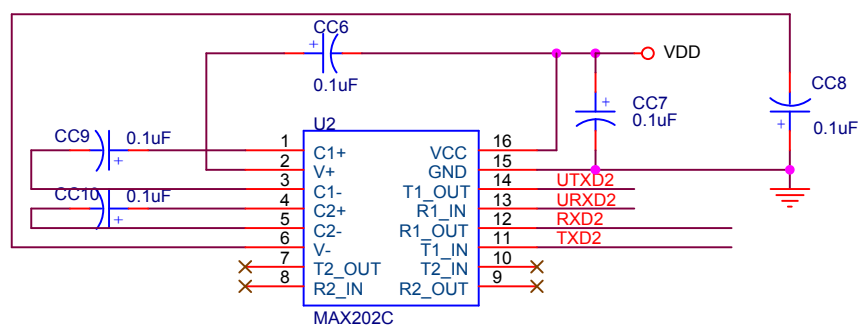 CC6
+
0.1uF
VDD
CC7
+
0.1uF
CC8
+
0.1uF
CC9
+
0.1uF
CC10
+
0.1uF
U2
1 C1+ VCC 16
2 V+ GND 15
3 C1- T1_OUT 14 UTXD2
4 C2+ R1_IN 13 URXD2
5 C2- R1_OUT 12 RXD2
6 V- T1_IN 11 TXD2
7 T2_OUT T2_IN 10
8 R2_IN R2_OUT 9
MAX202C